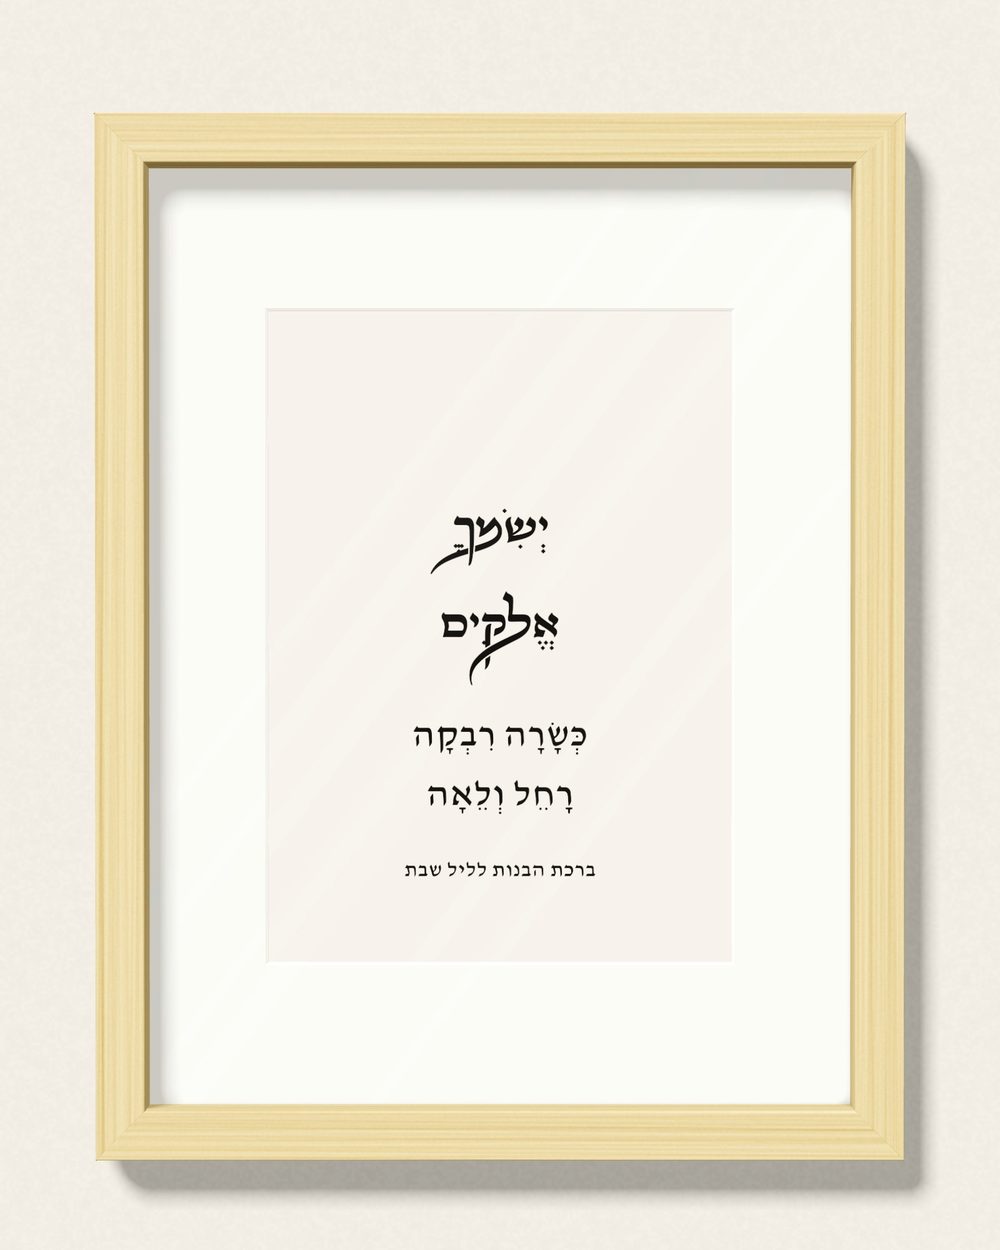 יְשִׂמֵךְ
אֱלֹקִים
כְּשָׂרָה רִבְקָה
רָחֵל וְלֵאָה
ברכת הבנות לליל שבת